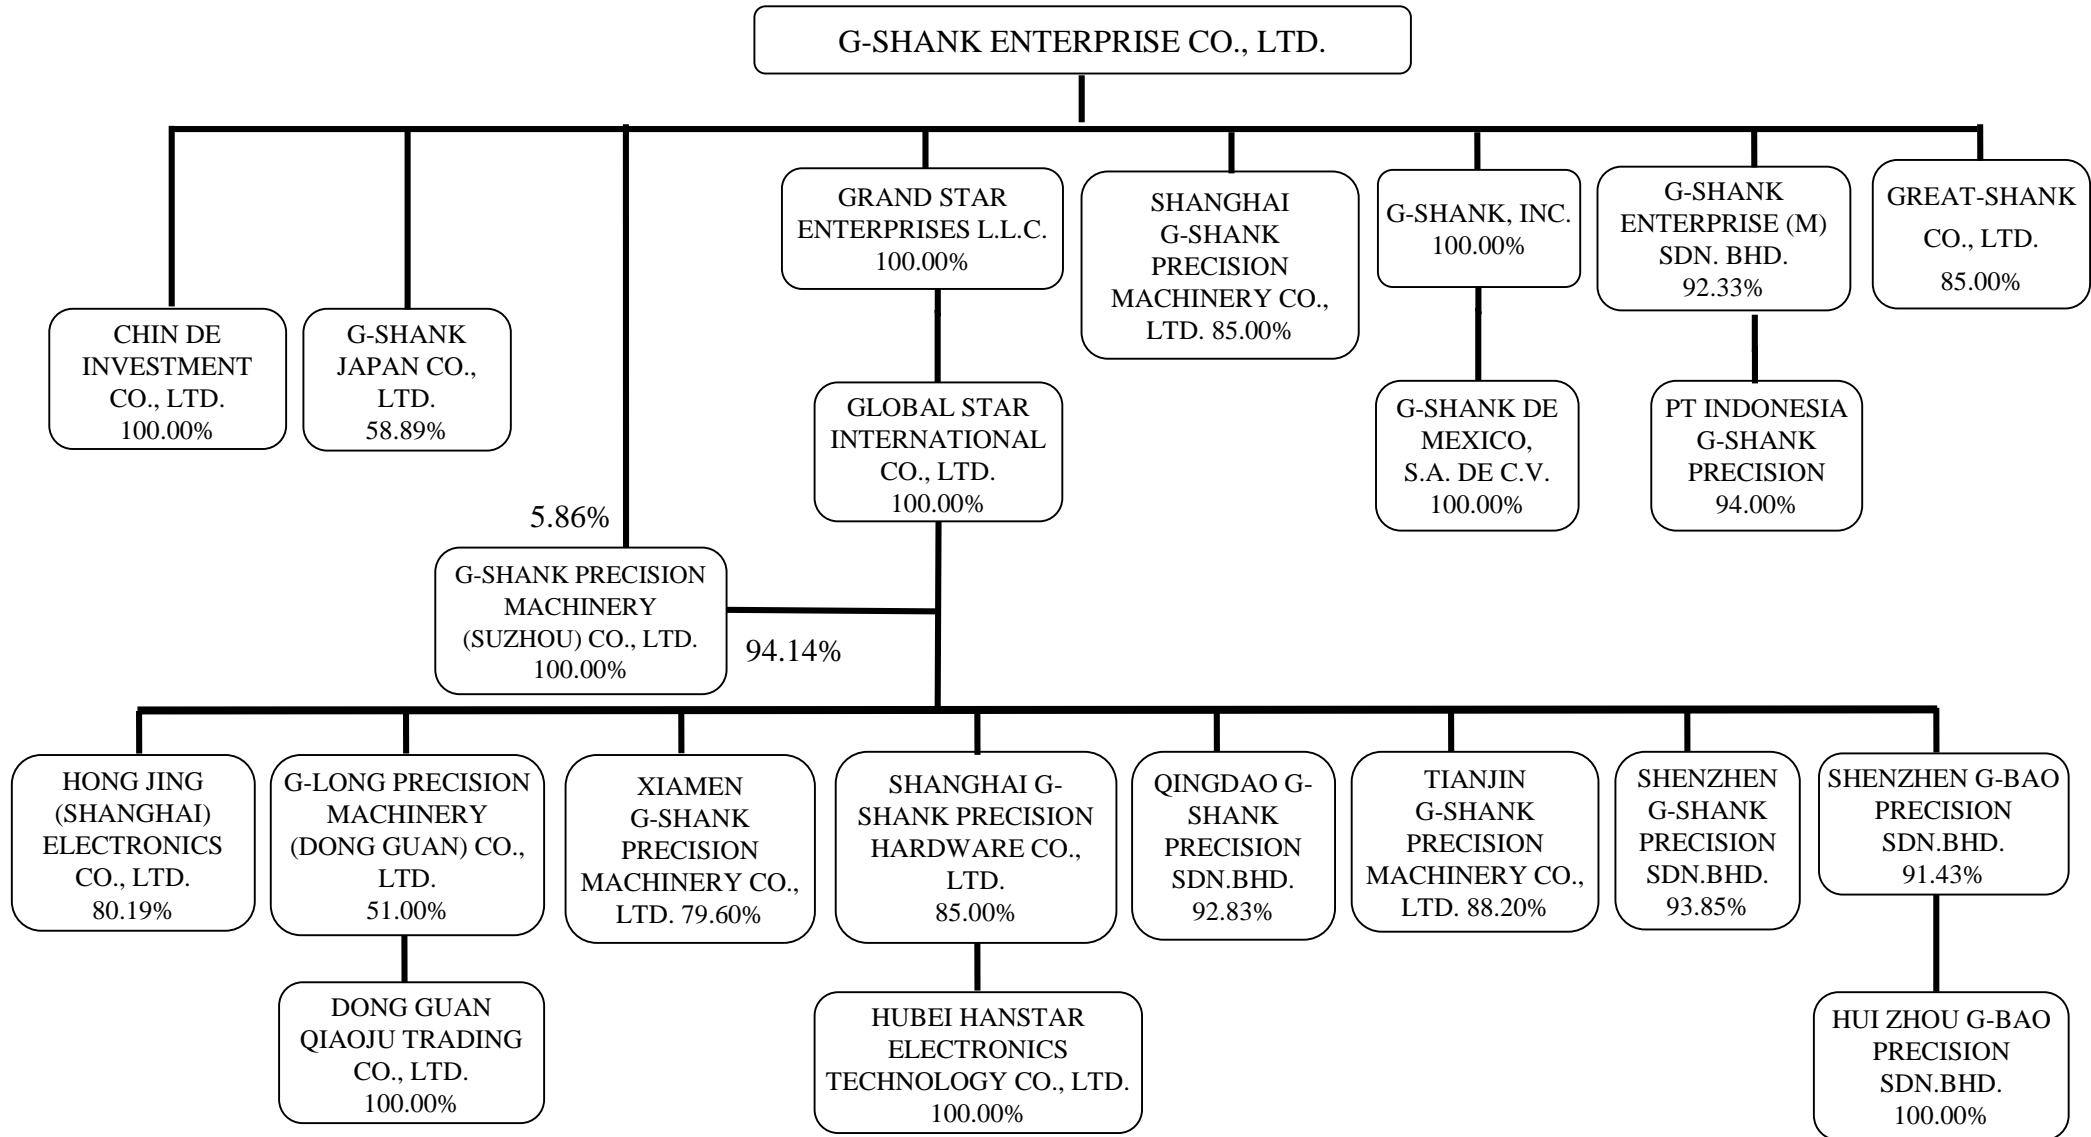 G-SHANK ENTERPRISE CO., LTD.
CHIN DE
INVESTMENT
CO., LTD.
100.00%
G-SHANK
JAPAN CO.,
LTD.
58.89%
GRAND STAR
ENTERPRISES L.L.C.
100.00%
SHANGHAI
G-SHANK
PRECISION
MACHINERY CO.,
LTD. 85.00%
G-SHANK, INC.
100.00%
G-SHANK
ENTERPRISE (M)
SDN. BHD.
92.33%
GREAT-SHANK
CO., LTD.
85.00%
GLOBAL STAR
INTERNATIONAL
CO., LTD.
100.00%
G-SHANK DE
MEXICO,
S.A. DE C.V.
100.00%
PT INDONESIA
G-SHANK
PRECISION
94.00%
5.86%
G-SHANK PRECISION
MACHINERY
(SUZHOU) CO., LTD.
100.00%
94.14%
HONG JING
(SHANGHAI)
ELECTRONICS
CO., LTD.
80.19%
G-LONG PRECISION
MACHINERY
(DONG GUAN) CO.,
LTD.
51.00%
XIAMEN
G-SHANK
PRECISION
MACHINERY CO.,
LTD. 79.60%
SHANGHAI G-
SHANK PRECISION
HARDWARE CO.,
LTD.
85.00%
QINGDAO G-
SHANK
PRECISION
SDN.BHD.
92.83%
TIANJIN
G-SHANK
PRECISION
MACHINERY CO.,
LTD. 88.20%
SHENZHEN
G-SHANK
PRECISION
SDN.BHD.
93.85%
SHENZHEN G-BAO
PRECISION
SDN.BHD.
91.43%
DONG GUAN
QIAOJU TRADING
CO., LTD.
100.00%
HUBEI HANSTAR
ELECTRONICS
TECHNOLOGY CO., LTD.
100.00%
HUI ZHOU G-BAO
PRECISION
SDN.BHD.
100.00%